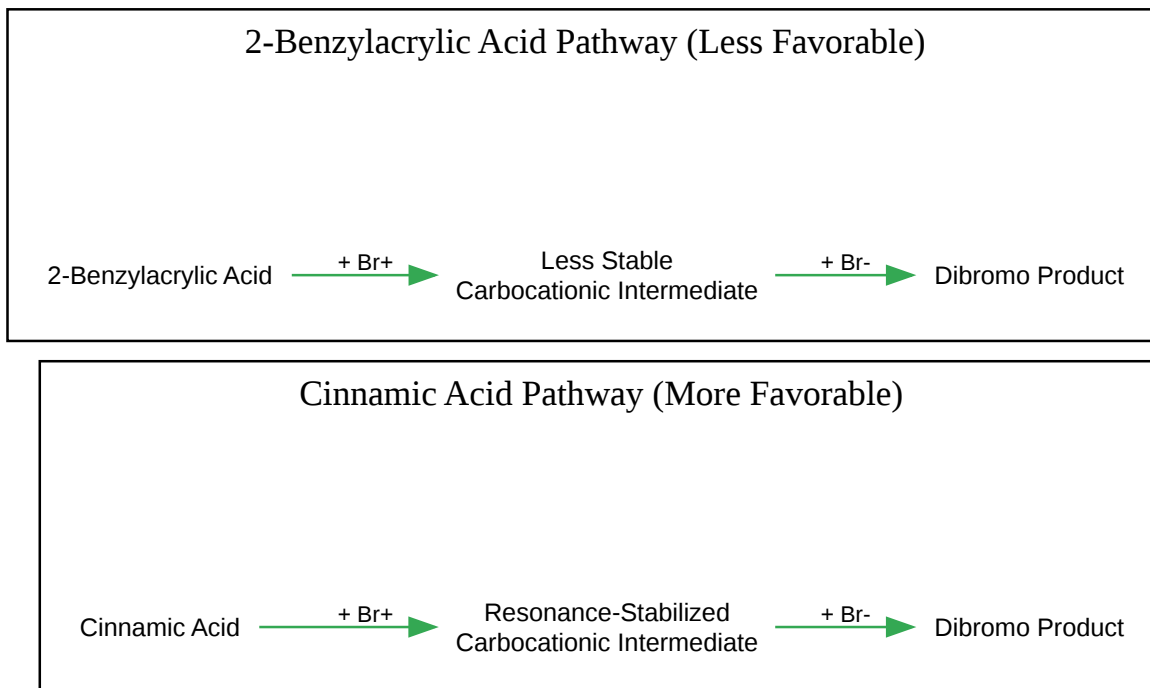 2-Benzylacrylic Acid Pathway (Less Favorable)
2-Benzylacrylic Acid
+ Br+
Less Stable
Carbocationic Intermediate
+ Br-
Dibromo Product
Cinnamic Acid Pathway (More Favorable)
Cinnamic Acid
+ Br+
Resonance-Stabilized
Carbocationic Intermediate
+ Br-
Dibromo Product